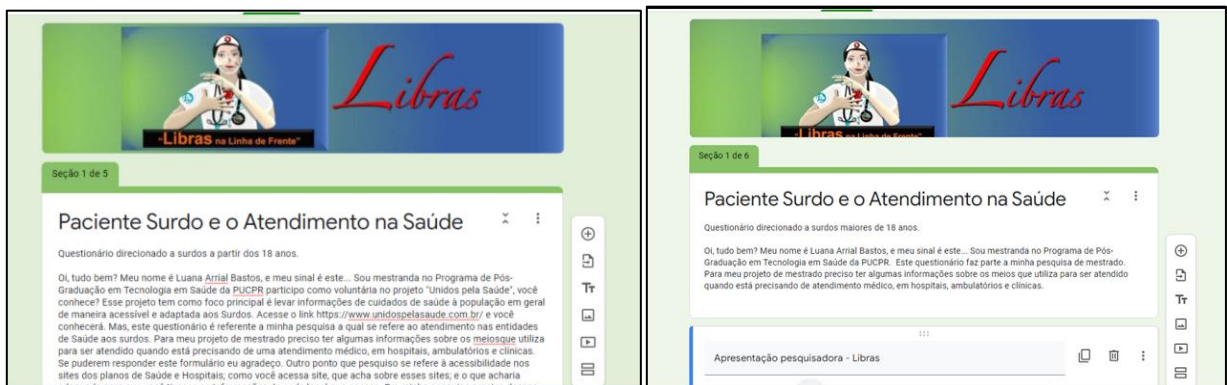 "Libras na Linha de Frente"
Libras
Seção 1 de 5
Paciente Surdo e o Atendimento na Saúde
Questionário direcionado a surdos a partir dos 18 anos.
Oi, tudo bem? Meu nome é Luana Arrial Bastos, e meu sinal é este... Sou mestranda no Programa de Pós-
Graduação em Tecnologia em Saúde da PUCPR participo como voluntária no projeto "Unidos pela Saúde", você
conhece? Esse projeto tem como foco principal é levar informações de cuidados de saúde à população em geral
de maneira acessível e adaptada aos Surdos. Acesse o link https://www.unidospelasaude.com.br/ e você
conhecerá. Mas, este questionário é referente a minha pesquisa a qual se refere ao atendimento nas entidades
de Saúde aos surdos. Para meu projeto de mestrado preciso ter algumas informações sobre os meiosque utiliza
para ser atendido quando está precisando de uma atendimento médico, em hospitais, ambulatórios e clínicas.
Se puderem responder este formulário eu agradeço. Outro ponto que pesquiso se refere à acessibilidade nos
sites dos planos de Saúde e Hospitais; como você acessa site, que acha sobre esses sites; e o que acharia
Tт
"Libras na Linha de Frente"
Libras
Seção 1 de 6
Paciente Surdo e o Atendimento na Saúde
Questionário direcionado a surdos maiores de 18 anos.
Oi, tudo bem? Meu nome é Luana Arrial Bastos, e meu sinal é este... Sou mestranda no Programa de Pós-
Graduação em Tecnologia em Saúde da PUCPR. Este questionário faz parte a minha pesquisa de mestrado.
Para meu projeto de mestrado preciso ter algumas informações sobre os meios que utiliza para ser atendido
quando está precisando de atendimento médico, em hospitais, ambulatórios e clínicas.
Tт
Apresentação pesquisadora - Libras